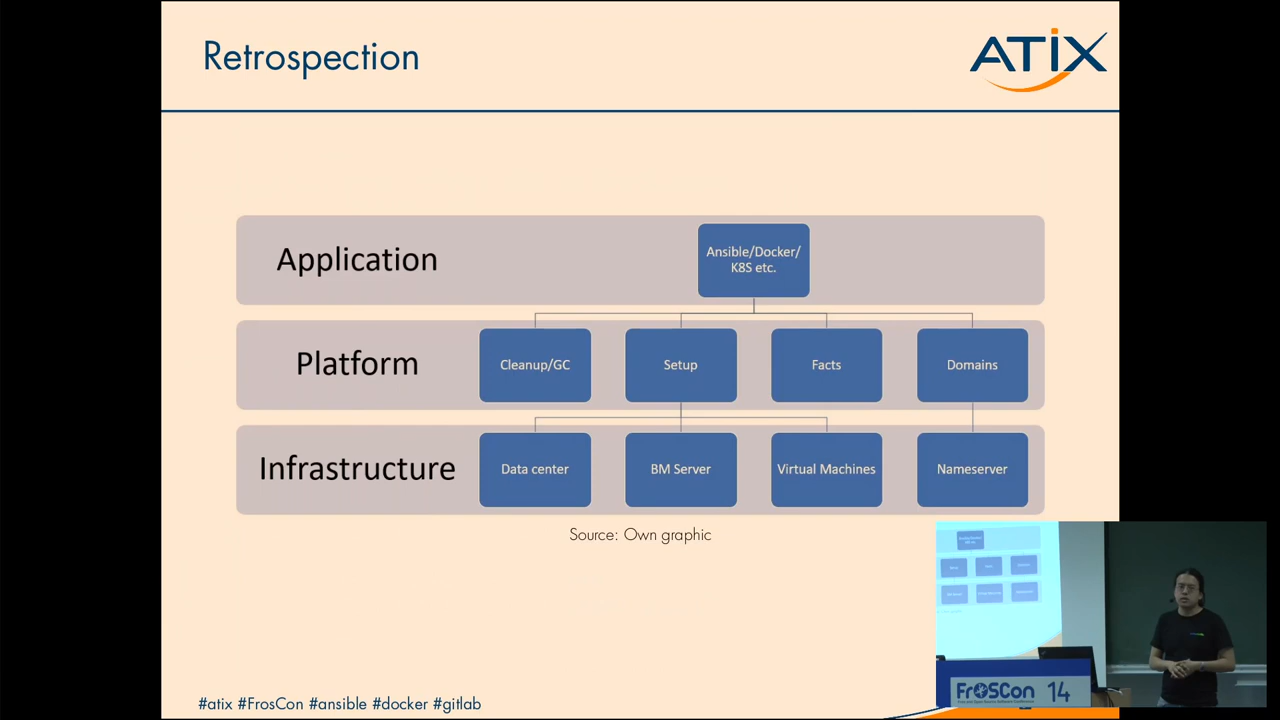 Retrospection
ATIX
Application
Ansible/Docker/
K8S etc.
Platform
Cleanup/GC
Setup
Facts
Domains
Infrastructure
Data center
BM Server
Virtual Machines
Nameserver
Source: Own graphic
FrOSCon 14
#atix #FrosCon #ansible #docker #gitlab